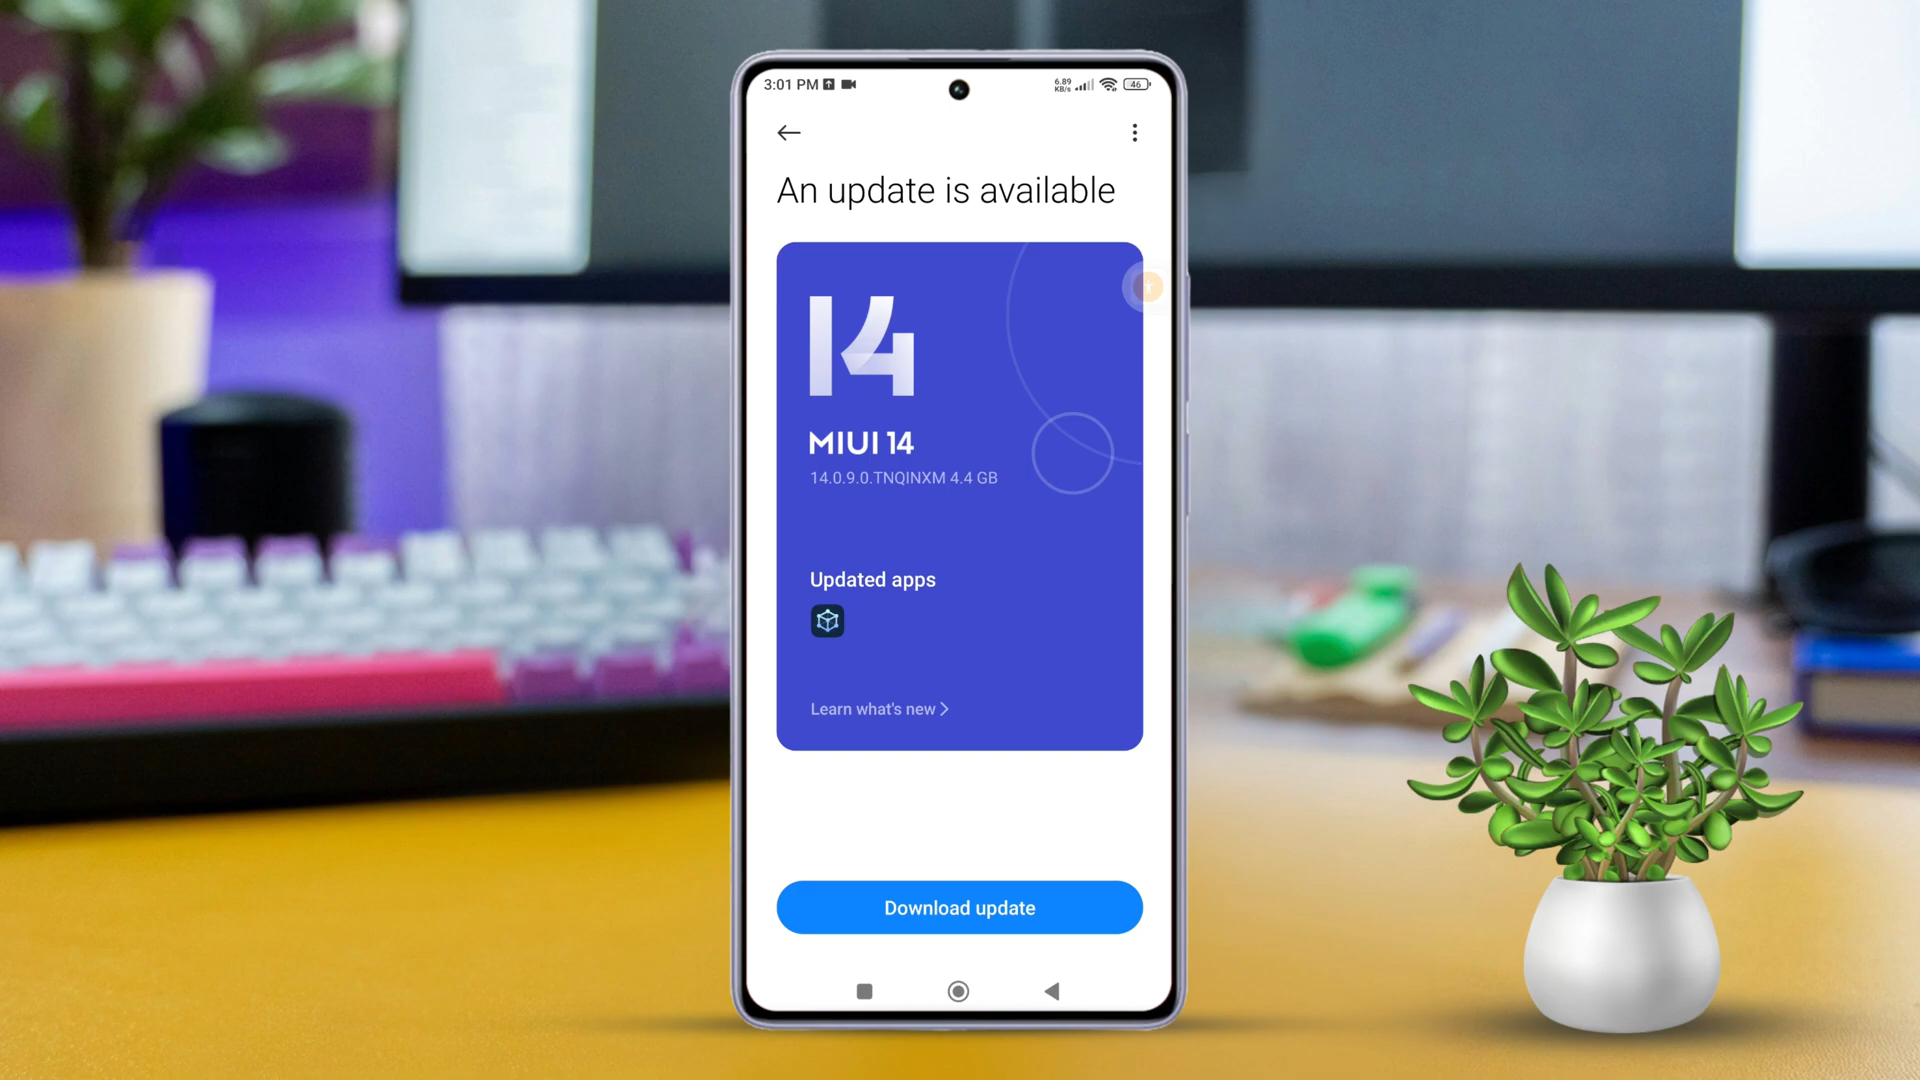 3:01 PM
6.89
KB/s
46
An update is available
14
MIUI 14
14.0.9.0.TNQINXM 4.4 GB
Updated apps
Learn what's new
Download update